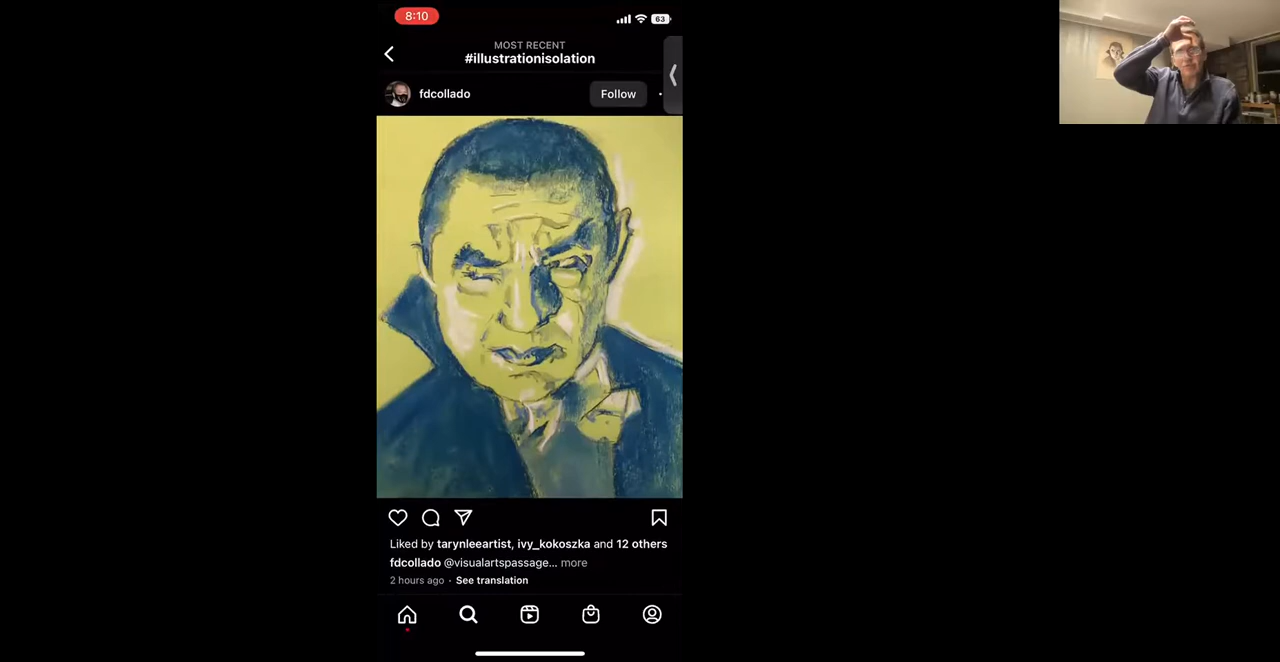 8:10
63
MOST RECENT
#illustrationisolation
fdcollado
Follow
Liked by tarynleeartist, ivy_kokoszka and 12 others
fdcollado @visualartspassage... more
2 hours ago · See translation